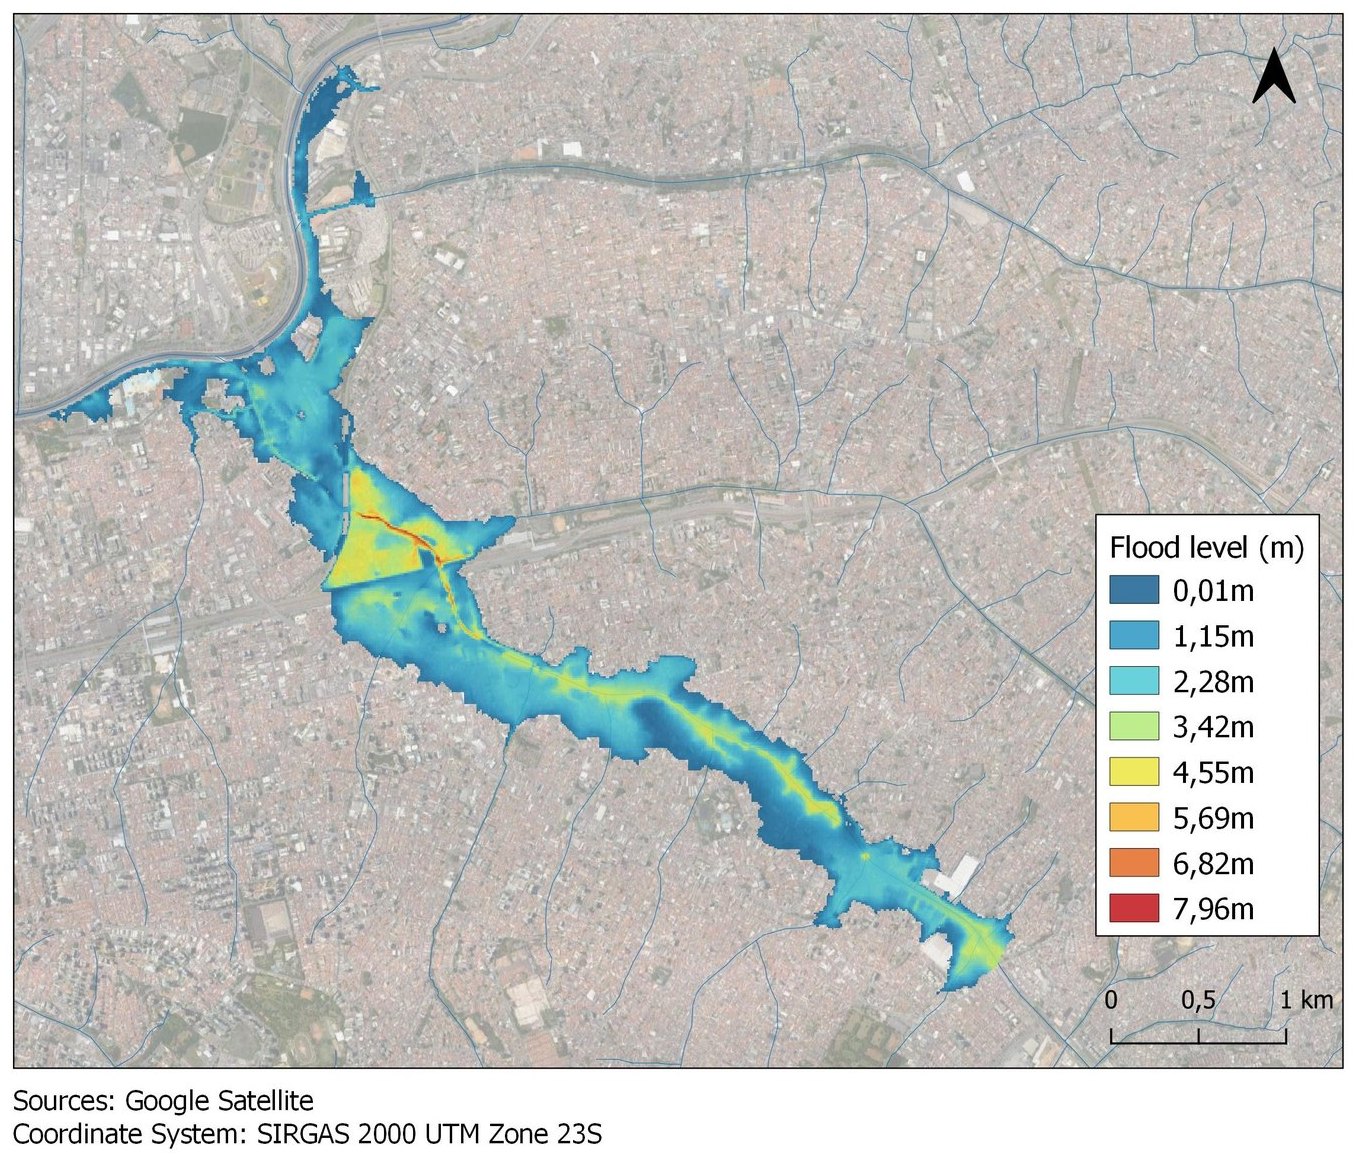 Flood level (m)
0,01m
1,15m
2,28m
3,42m
4,55m
5,69m
6,82m
7,96m
0 0,5 1 km
Sources: Google Satellite
Coordinate System: SIRGAS 2000 UTM Zone 23S